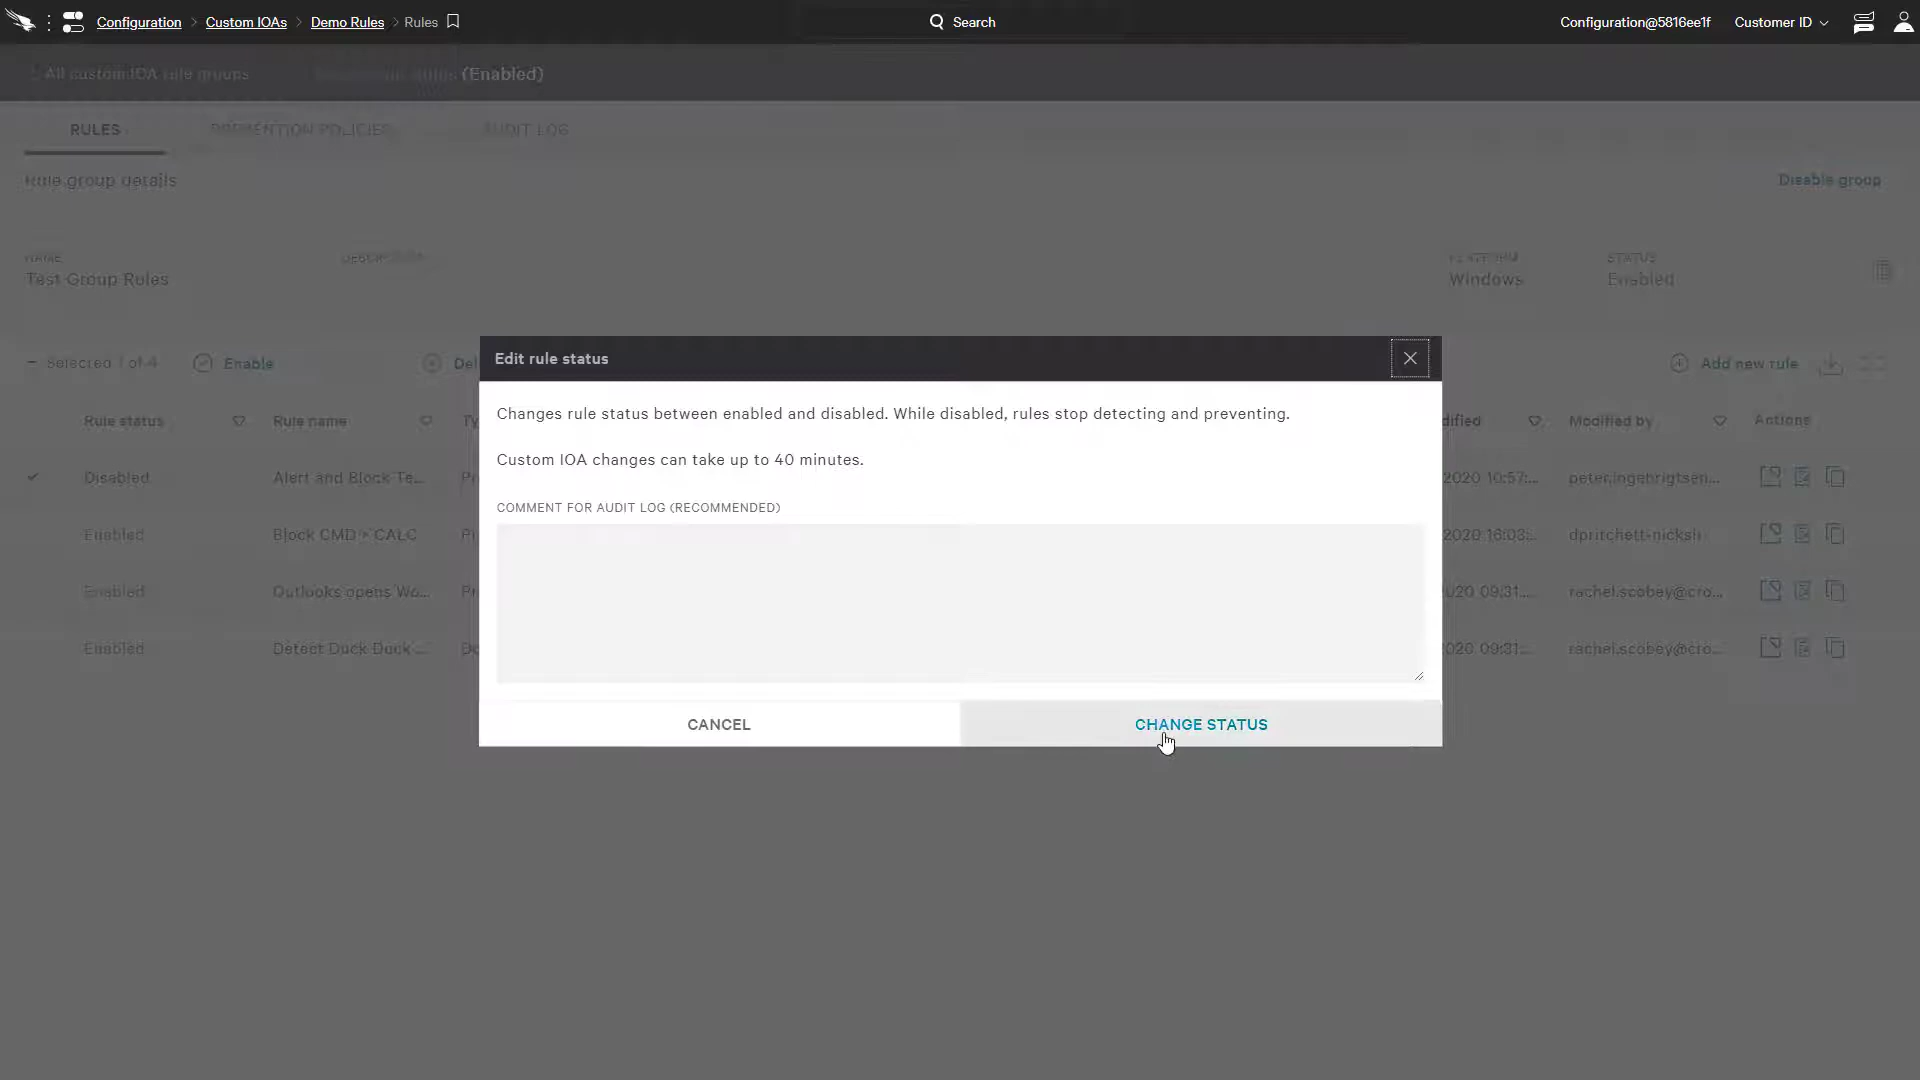 Configuration > Custom IOAs > Demo Rules > Rules
Search
Configuration@5816ee1f
Customer ID
All custom IOA rule groups
(Enabled)
RULES
PREVENTION POLICIES
AUDIT LOG
Rule group details
Disable group
NAME
DESCRIPTION
PLATFORM
STATUS
Test Group Rules
Windows
Enabled
Selected 1 of 4
Enable
Del
Add new rule
Edit rule status
Changes rule status between enabled and disabled. While disabled, rules stop detecting and preventing.
Custom IOA changes can take up to 40 minutes.
COMMENT FOR AUDIT LOG (RECOMMENDED)
CANCEL
CHANGE STATUS
Rule status
Rule name
Ty
dified
Modified by
Actions
Disabled
Alert and Block Te...
Pr
2020 10:57:...
peter.ingebrigtsen...
Enabled
Block CMD > CALC
Pr
2020 16:03:...
Enabled
Outlooks opens Wo...
Pr
2020 09:31:...
rachel.scobey@cro...
Enabled
Detect Duck Duck ...
Do
2020 09:31:...
rachel.scobey@cro...